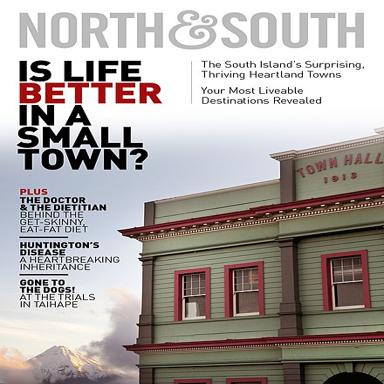 NORTH & SOUTH
IS LIFE
BETTER
IN A
SMALL
TOWN?
The South Island's Surprising,
Thriving Heartland Towns
Your Most Liveable
Destinations Revealed
PLUS
THE DOCTOR
& THE DIETITIAN
BEHIND THE
GET-SKINNY,
EAT-FAT DIET
HUNTINGTON'S
DISEASE
A HEARTBREAKING
INHERITANCE
GONE TO
THE DOGS!
AT THE TRIALS
IN TAIHAPE
TOWN HALL
1913